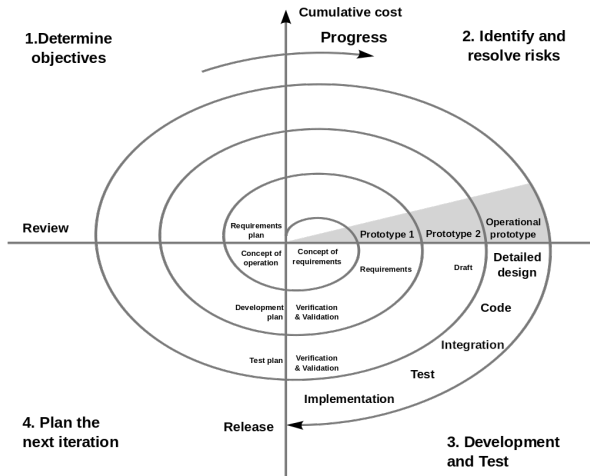 Cumulative cost
Progress
1.Determine
objectives
2. Identify and
resolve risks
Review
Requirements
plan
Prototype 1
Prototype 2
Operational
prototype
Concept of
operation
Concept of
requirements
Requirements
Draft
Detailed
design
Development
plan
Verification
& Validation
Code
Integration
Test plan
Verification
& Validation
Test
Implementation
Release
4. Plan the
next iteration
3. Development
and Test